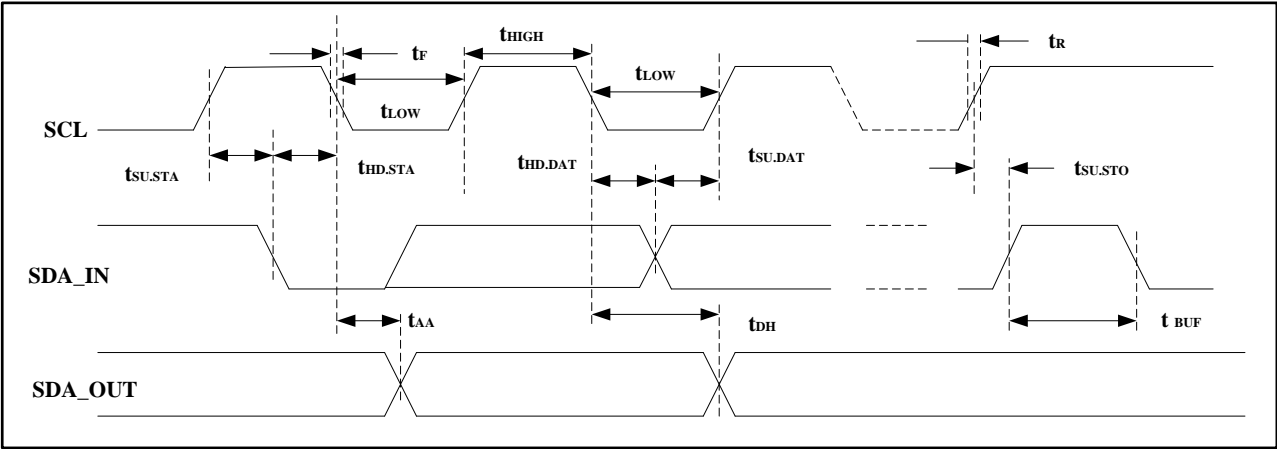 tF
tHIGH
tR
tLOW
tLOW
SCL
tSU.STA
tHD.STA
tHD.DAT
tSU.DAT
tSU.STO
SDA_IN
tAA
tDH
t BUF
SDA_OUT